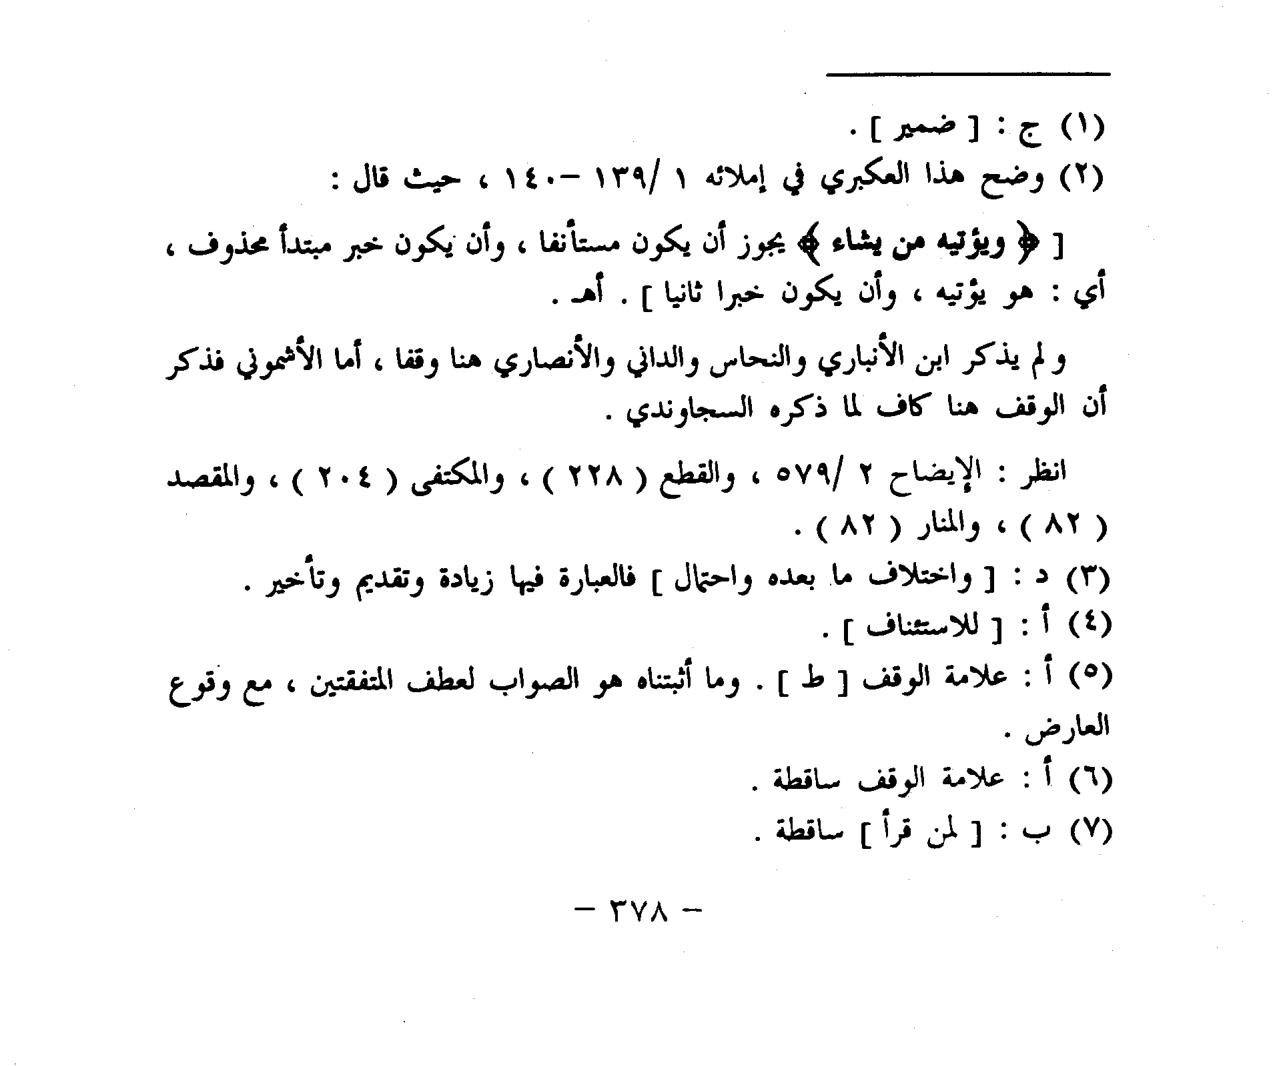 (١) ج : [ ضمير ] .
(٢) وضح هذا العكبري في إملائه ١ /١٣٩ –١٤٠ ، حيث قال :
[ ﴿ ويؤتيه من يشاء ﴾ يجوز أن يكون مستأنفا ، وأن يكون خبر مبتدأ محذوف ،
أي : هو يؤتيه ، وأن يكون خبرا ثانيا ] . أهـ .
و لم يذكر ابن الأنباري والنحاس والداني والأنصاري هنا وقفا ، أما الأشموني فذكر
أن الوقف هنا كاف لما ذكره السجاوندي .
انظر : الإيضاح ٢ /٥٧٩ ، والقطع ( ٢٢٨ ) ، والمكتفى ( ٢٠٤ ) ، والمقصد
( ٨٢ ) ، والمنار ( ٨٢ ) .
(٣) د : [ واختلاف ما بعده واحتمال ] فالعبارة فيها زيادة وتقديم وتأخير .
(٤) أ : [ للاستئناف ] .
(٥) أ : علامة الوقف [ ط ] . وما أثبتناه هو الصواب لعطف المتفقتين ، مع وقوع
العارض .
(٦) أ : علامة الوقف ساقطة .
(٧) ب : [ لمن قرأ ] ساقطة .
– ٣٧٨ –